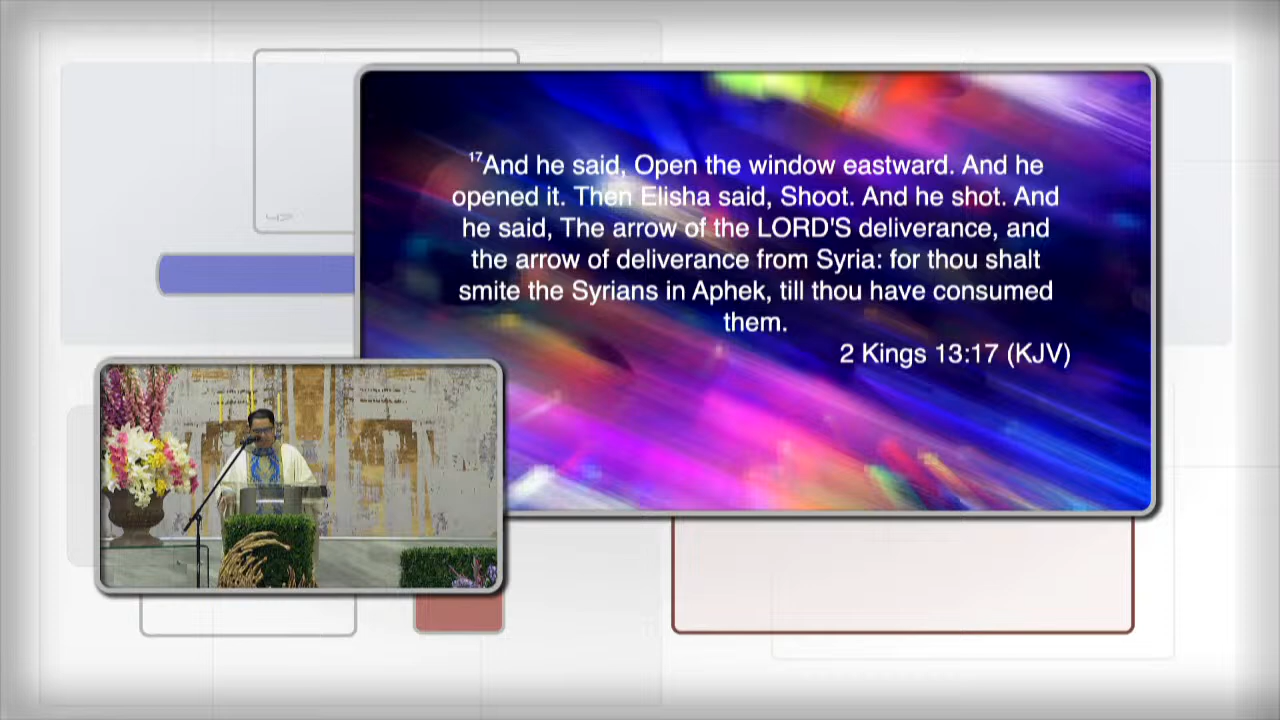 ¹⁷And he said, Open the window eastward. And he
opened it. Then Elisha said, Shoot. And he shot. And
he said, The arrow of the LORD'S deliverance, and
the arrow of deliverance from Syria: for thou shalt
smite the Syrians in Aphek, till thou have consumed
them.
2 Kings 13:17 (KJV)